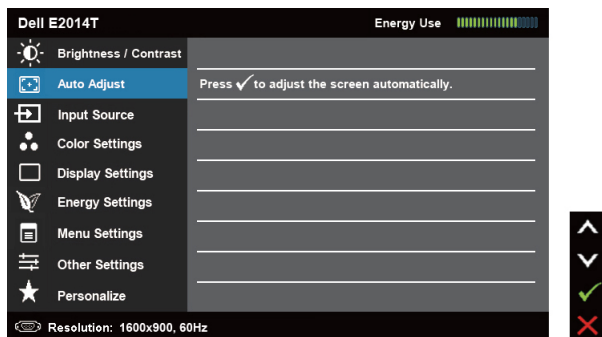 Dell E2014T
Energy Use
Brightness / Contrast
Auto Adjust
Press ✓ to adjust the screen automatically.
Input Source
Color Settings
Display Settings
Energy Settings
Menu Settings
Other Settings
Personalize
Resolution: 1600x900, 60Hz